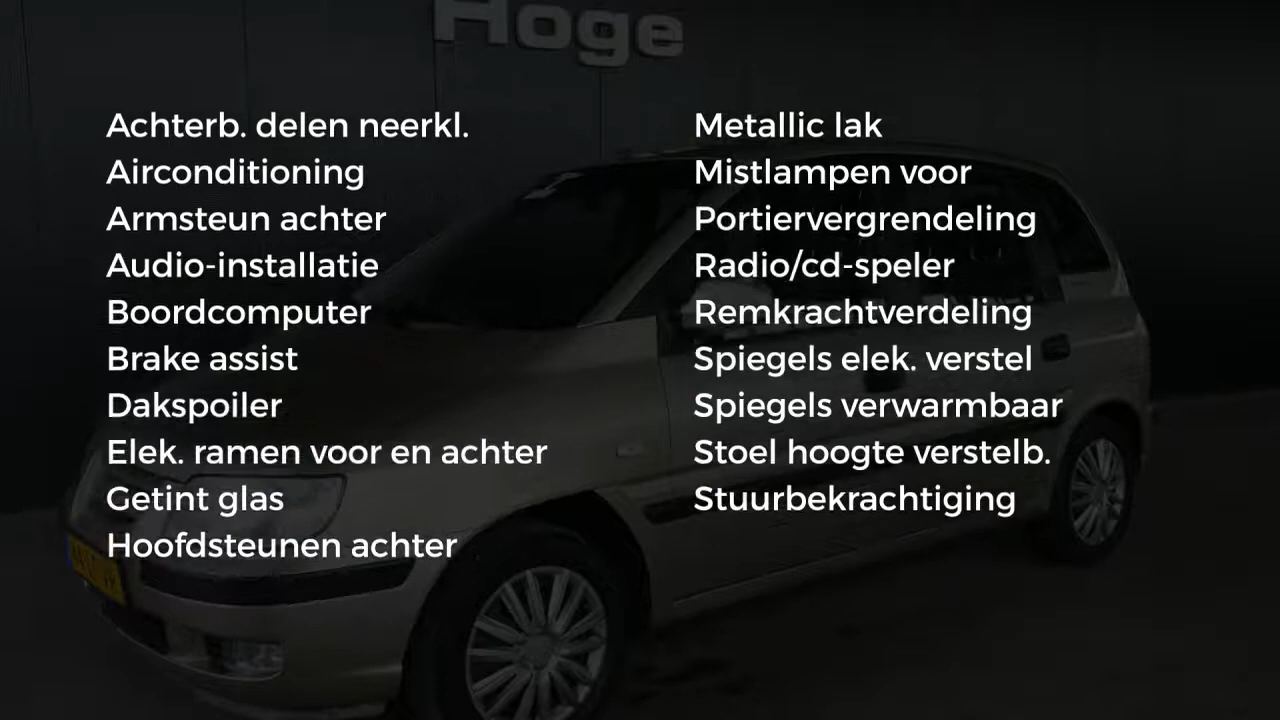 Hoge
Achterb. delen neerkl.
Airconditioning
Armsteun achter
Audio-installatie
Boordcomputer
Brake assist
Dakspoiler
Elek. ramen voor en achter
Getint glas
Hoofdsteunen achter
Metallic lak
Mistlampen voor
Portiervergrendeling
Radio/cd-speler
Remkrachtverdeling
Spiegels elek. verstel
Spiegels verwarmbaar
Stoel hoogte verstelb.
Stuurbekrachtiging